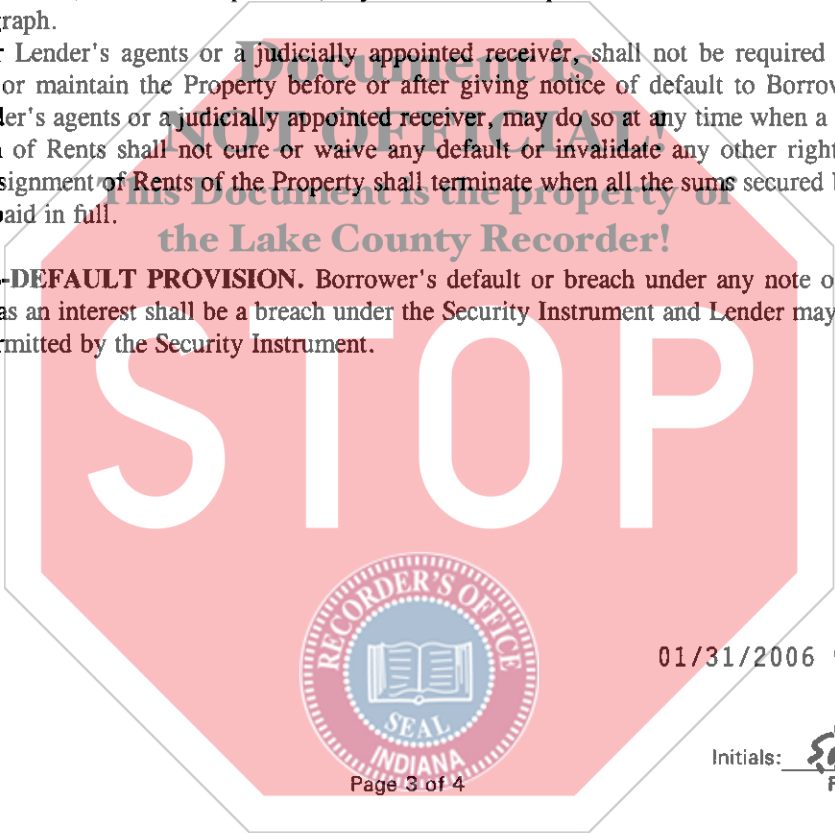 graph.
Lender's agents or a judicially appointed receiver, shall not be required
or maintain the Property before or after giving notice of default to Borrow
der's agents or a judicially appointed receiver, may do so at any time when a
of Rents shall not cure or waive any default or invalidate any other right
signment of Rents of the Property shall terminate when all the sums secured
paid in full.
Document is
NOT OFFICIAL!
This Document is the property of
the Lake County Recorder!
-DEFAULT PROVISION. Borrower's default or breach under any note o
as an interest shall be a breach under the Security Instrument and Lender may
rmitted by the Security Instrument.
STOP
RECORDER'S OFFICE
SEAL
INDIANA
01/31/2006
Initials:
Page 3 of 4